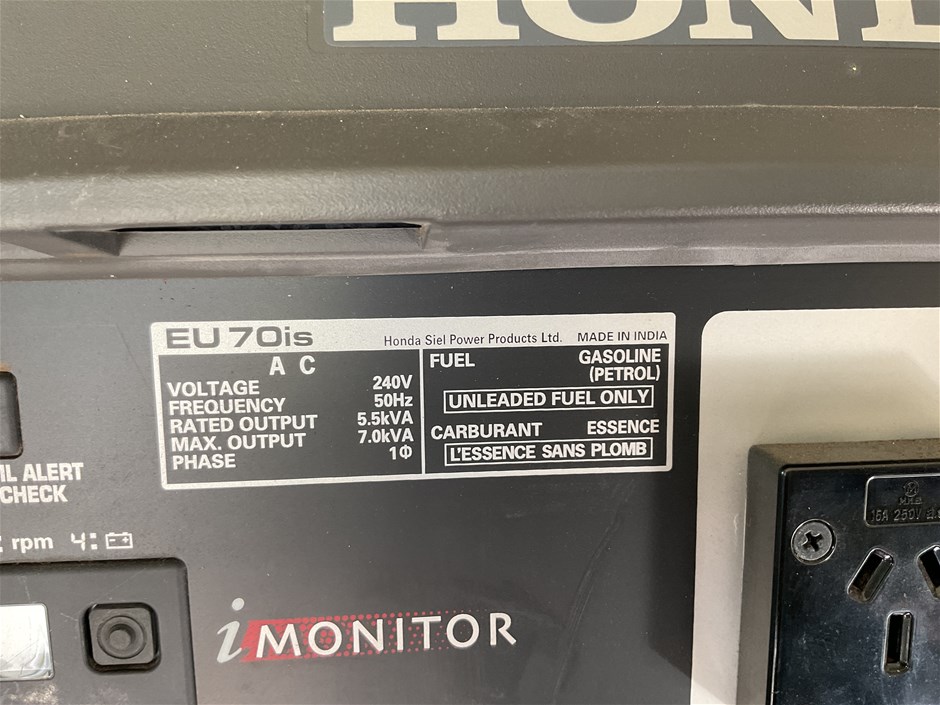 HOND
EU 70is
Honda Siel Power Products Ltd. MADE IN INDIA
A C
VOLTAGE 240V
FREQUENCY 50Hz
RATED OUTPUT 5.5kVA
MAX. OUTPUT 7.0kVA
PHASE 1Φ
FUEL GASOLINE
(PETROL)
UNLEADED FUEL ONLY
CARBURANT ESSENCE
L'ESSENCE SANS PLOMB
IL ALERT
CHECK
rpm 4:
15A 250V
i MONITOR